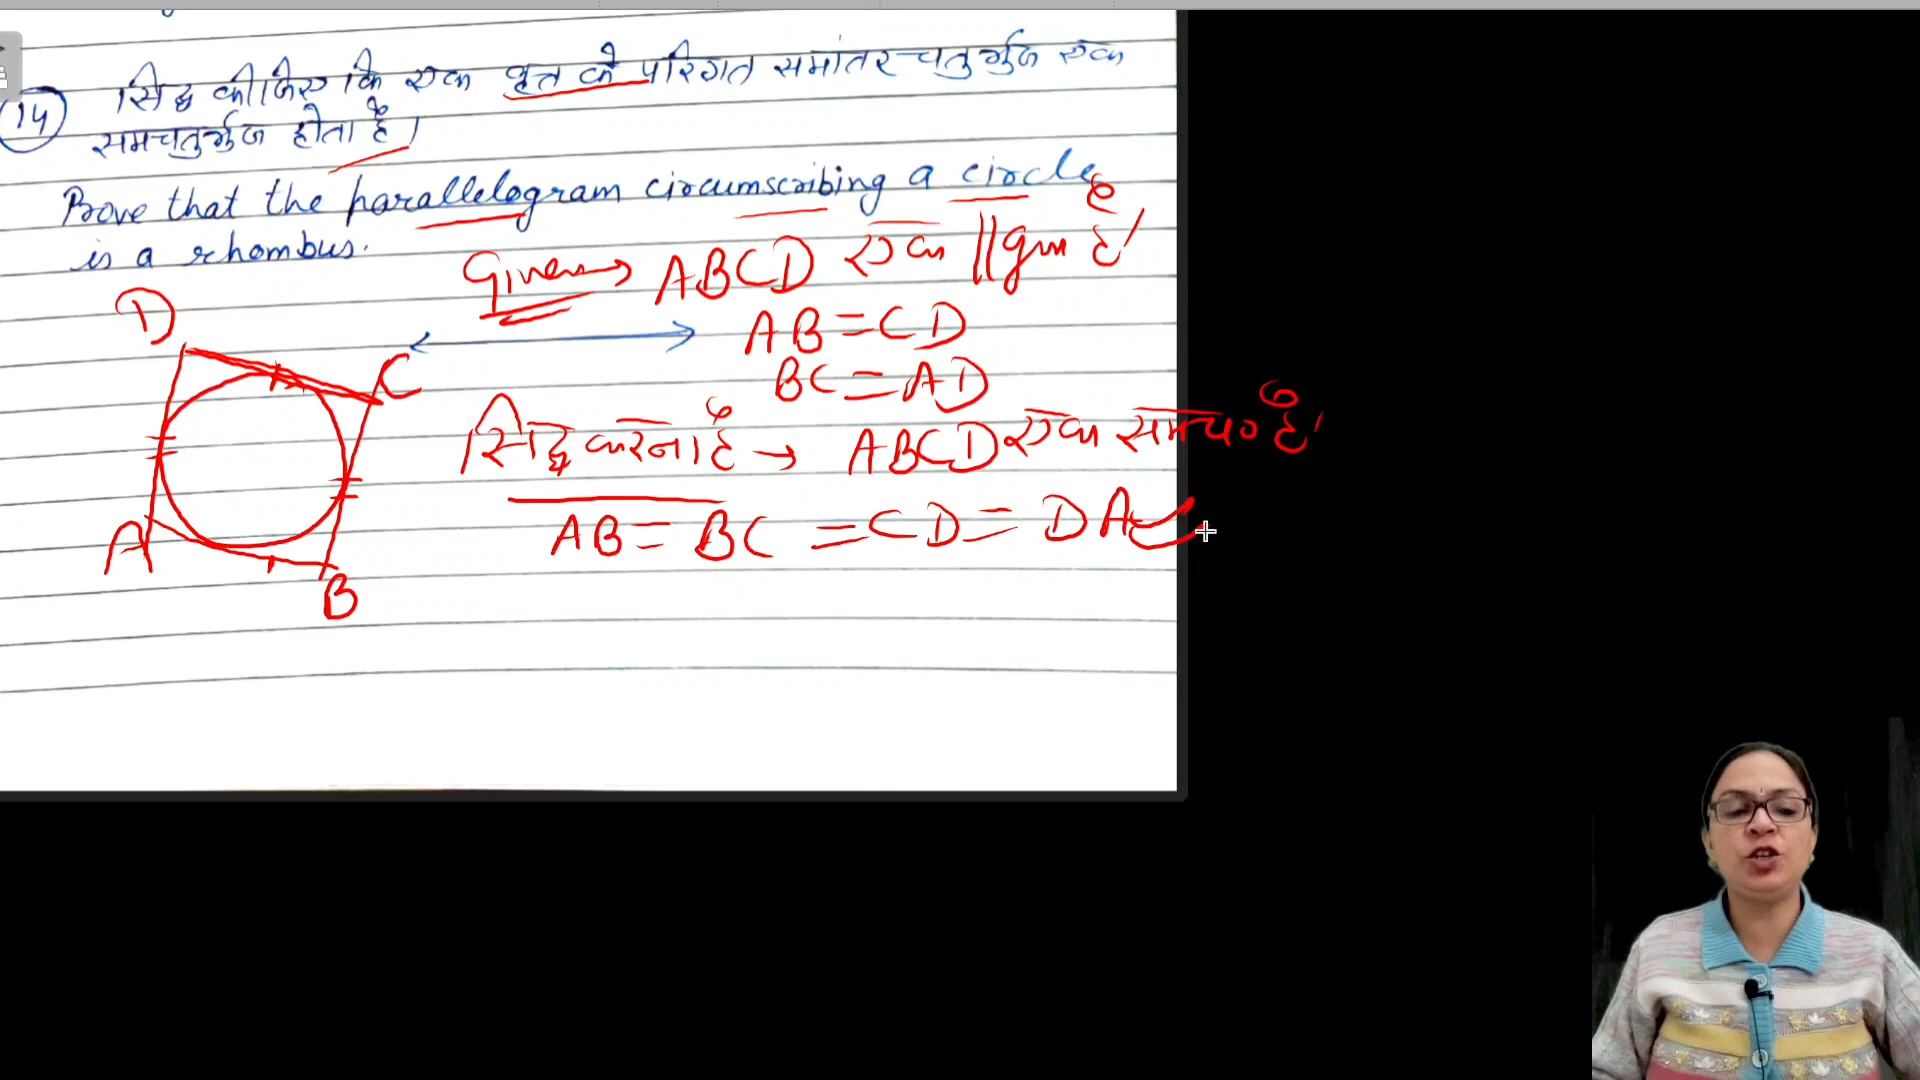 14 सिद्ध कीजिए कि एक वृत्त के परिगत समांतर चतुर्भुज एक
समचतुर्भुज होता है।
Prove that the parallelogram circumscribing a circle
is a rhombus.
Given → ABCD एक ||gm है।
AB = CD
BC = AD
सिद्ध करना है → ABCD एक समच० है।
AB = BC = CD = DA
D
C
A
B